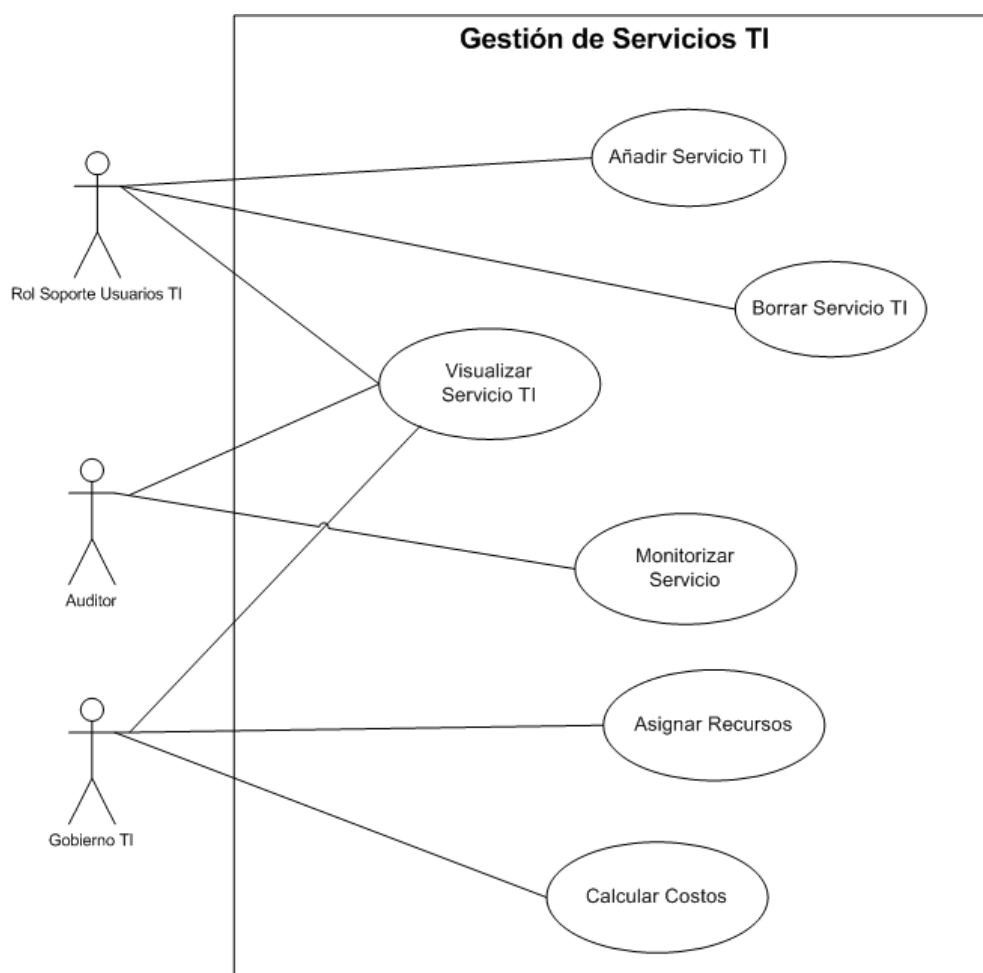 Gestión de Servicios TI
Añadir Servicio TI
Rol Soporte Usuarios TI
Borrar Servicio TI
Visualizar
Servicio TI
Monitorizar
Servicio
Auditor
Asignar Recursos
Gobierno TI
Calcular Costos